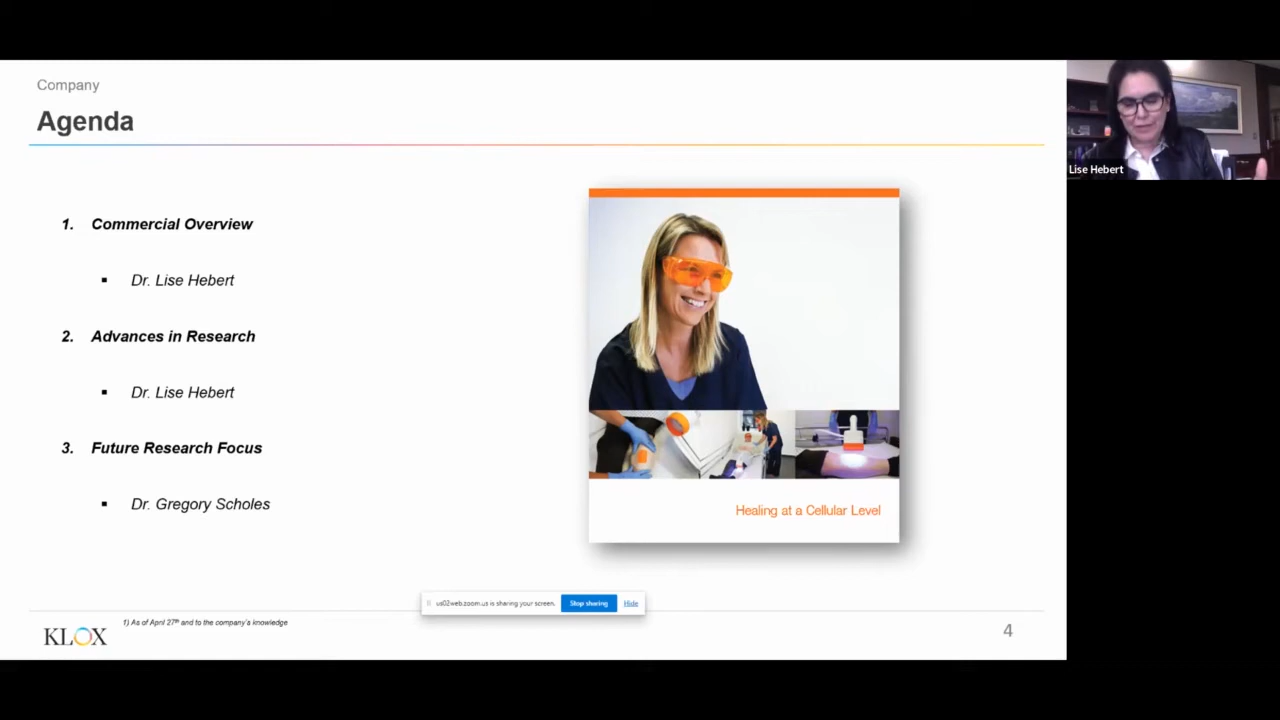 Company
Agenda
1. Commercial Overview
▪ Dr. Lise Hebert
2. Advances in Research
▪ Dr. Lise Hebert
3. Future Research Focus
▪ Dr. Gregory Scholes
Healing at a Cellular Level
us02web.zoom.us is sharing your screen. Stop sharing Hide
KLOX
1) As of April 27th and to the company's knowledge
4
Lise Hebert